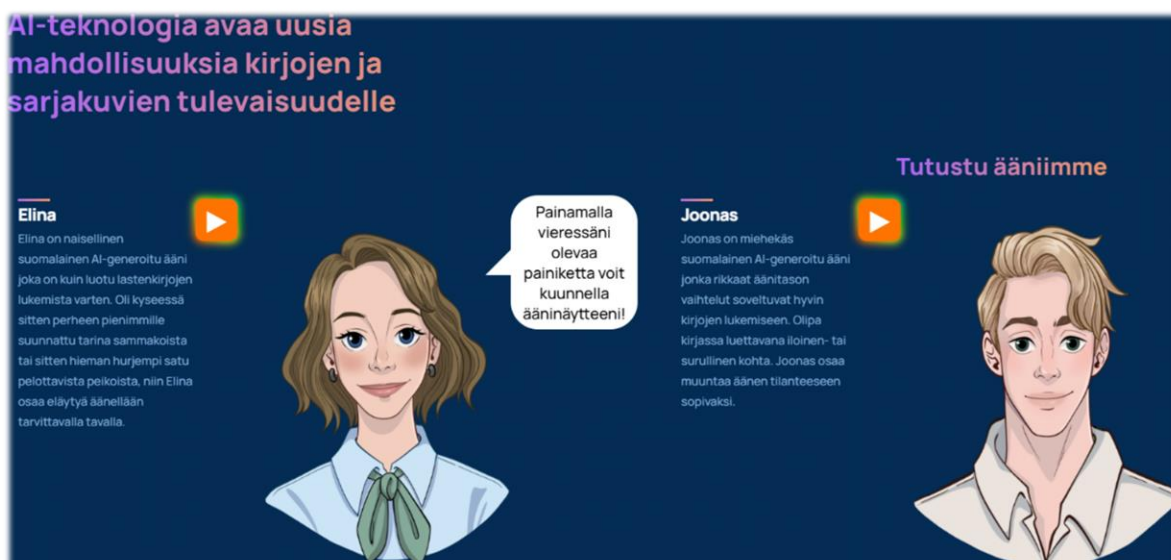 AI-teknologia avaa uusia
mahdollisuuksia kirjojen ja
sarjakuvien tulevaisuudelle
Elina
Elina on naisellinen
suomalainen AI-generoitu ääni
joka on kuin luotu lastenkirjojen
lukemista varten. Oli kyseessä
sitten perheen pienimmille
suunnattu tarina sammakoista
tai sitten hieman hurjempi satu
pelottavista peikoista, niin Elina
osaa eläytyä äänellään
tarvittavalla tavalla.
Painamalla
vieressäni
olevaa
painiketta voit
kuunnella
ääninäytteeni!
Tutustu ääniimme
Joonas
Joonas on miehekäs
suomalainen AI-generoitu ääni
jonka rikkaat äänitason
vaihtelut soveltuvat hyvin
kirjojen lukemiseen. Olipa
kirjassa luettavana iloinen- tai
surullinen kohta. Joonas osaa
muuntaa äänen tilanteeseen
sopivaksi.